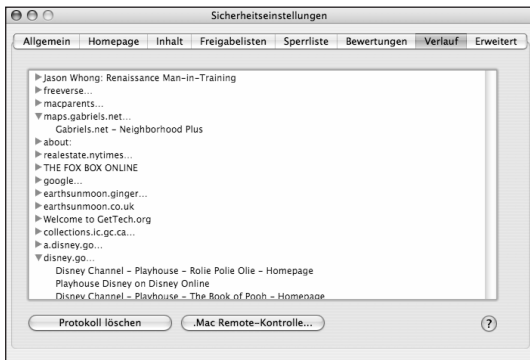 Sicherheitseinstellungen
Allgemein Homepage Inhalt Freigabelisten Sperrliste Bewertungen Verlauf Erweitert
Jason Whong: Renaissance Man-in-Training
freeverse...
macparents...
maps.gabriels.net...
Gabriels.net – Neighborhood Plus
about:
realestate.nytimes...
THE FOX BOX ONLINE
google...
earthsunmoon.ginger...
earthsunmoon.co.uk
Welcome to GetTech.org
collections.ic.gc.ca...
a.disney.go...
disney.go...
Disney Channel – Playhouse – Rolie Polie Olie – Homepage
Playhouse Disney on Disney Online
Disney Channel – Playhouse – The Book of Pooh – Homepage
Protokoll löschen .Mac Remote-Kontrolle... ?